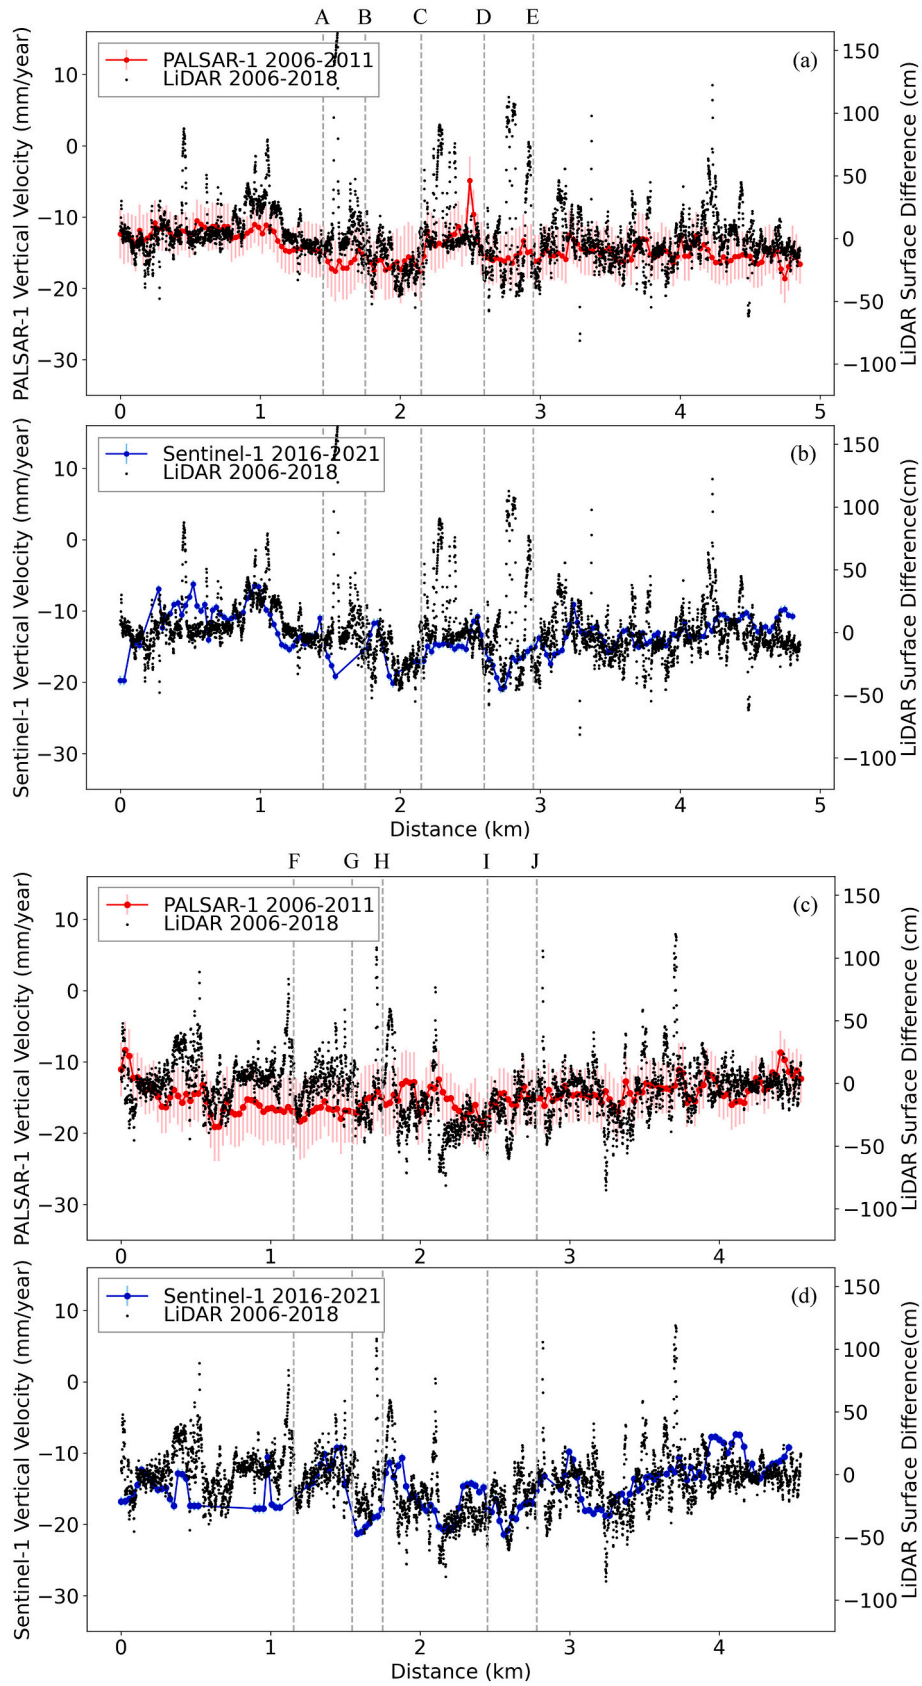 A B C D E
PALSAR-1 2006-2011
LiDAR 2006-2018
(a)
PALSAR-1 Vertical Velocity (mm/year)
10
0
−10
−20
−30
LiDAR Surface Difference (cm)
150
100
50
0
−50
−100
0 1 2 3 4 5
Sentinel-1 2016-2021
LiDAR 2006-2018
(b)
Sentinel-1 Vertical Velocity (mm/year)
10
0
−10
−20
−30
LiDAR Surface Difference(cm)
150
100
50
0
−50
−100
0 1 2 3 4 5
Distance (km)
F G H I J
PALSAR-1 2006-2011
LiDAR 2006-2018
(c)
PALSAR-1 Vertical Velocity (mm/year)
10
0
−10
−20
−30
LiDAR Surface Difference (cm)
150
100
50
0
−50
−100
0 1 2 3 4
Sentinel-1 2016-2021
LiDAR 2006-2018
(d)
Sentinel-1 Vertical Velocity (mm/year)
10
0
−10
−20
−30
LiDAR Surface Difference(cm)
150
100
50
0
−50
−100
0 1 2 3 4
Distance (km)